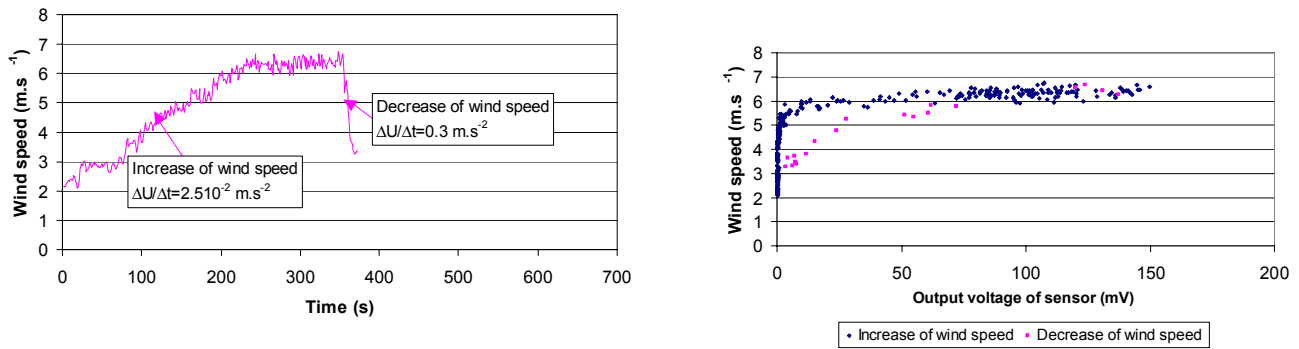 8
7
6
5
4
3
2
1
0
Wind speed (m.s⁻¹)
Decrease of wind speed
ΔU/Δt=0.3 m.s⁻²
Increase of wind speed
ΔU/Δt=2.510⁻² m.s⁻²
0 100 200 300 400 500 600 700
Time (s)
8
7
6
5
4
3
2
1
0
Wind speed (m.s⁻¹)
0 50 100 150 200
Output voltage of sensor (mV)
Increase of wind speed Decrease of wind speed